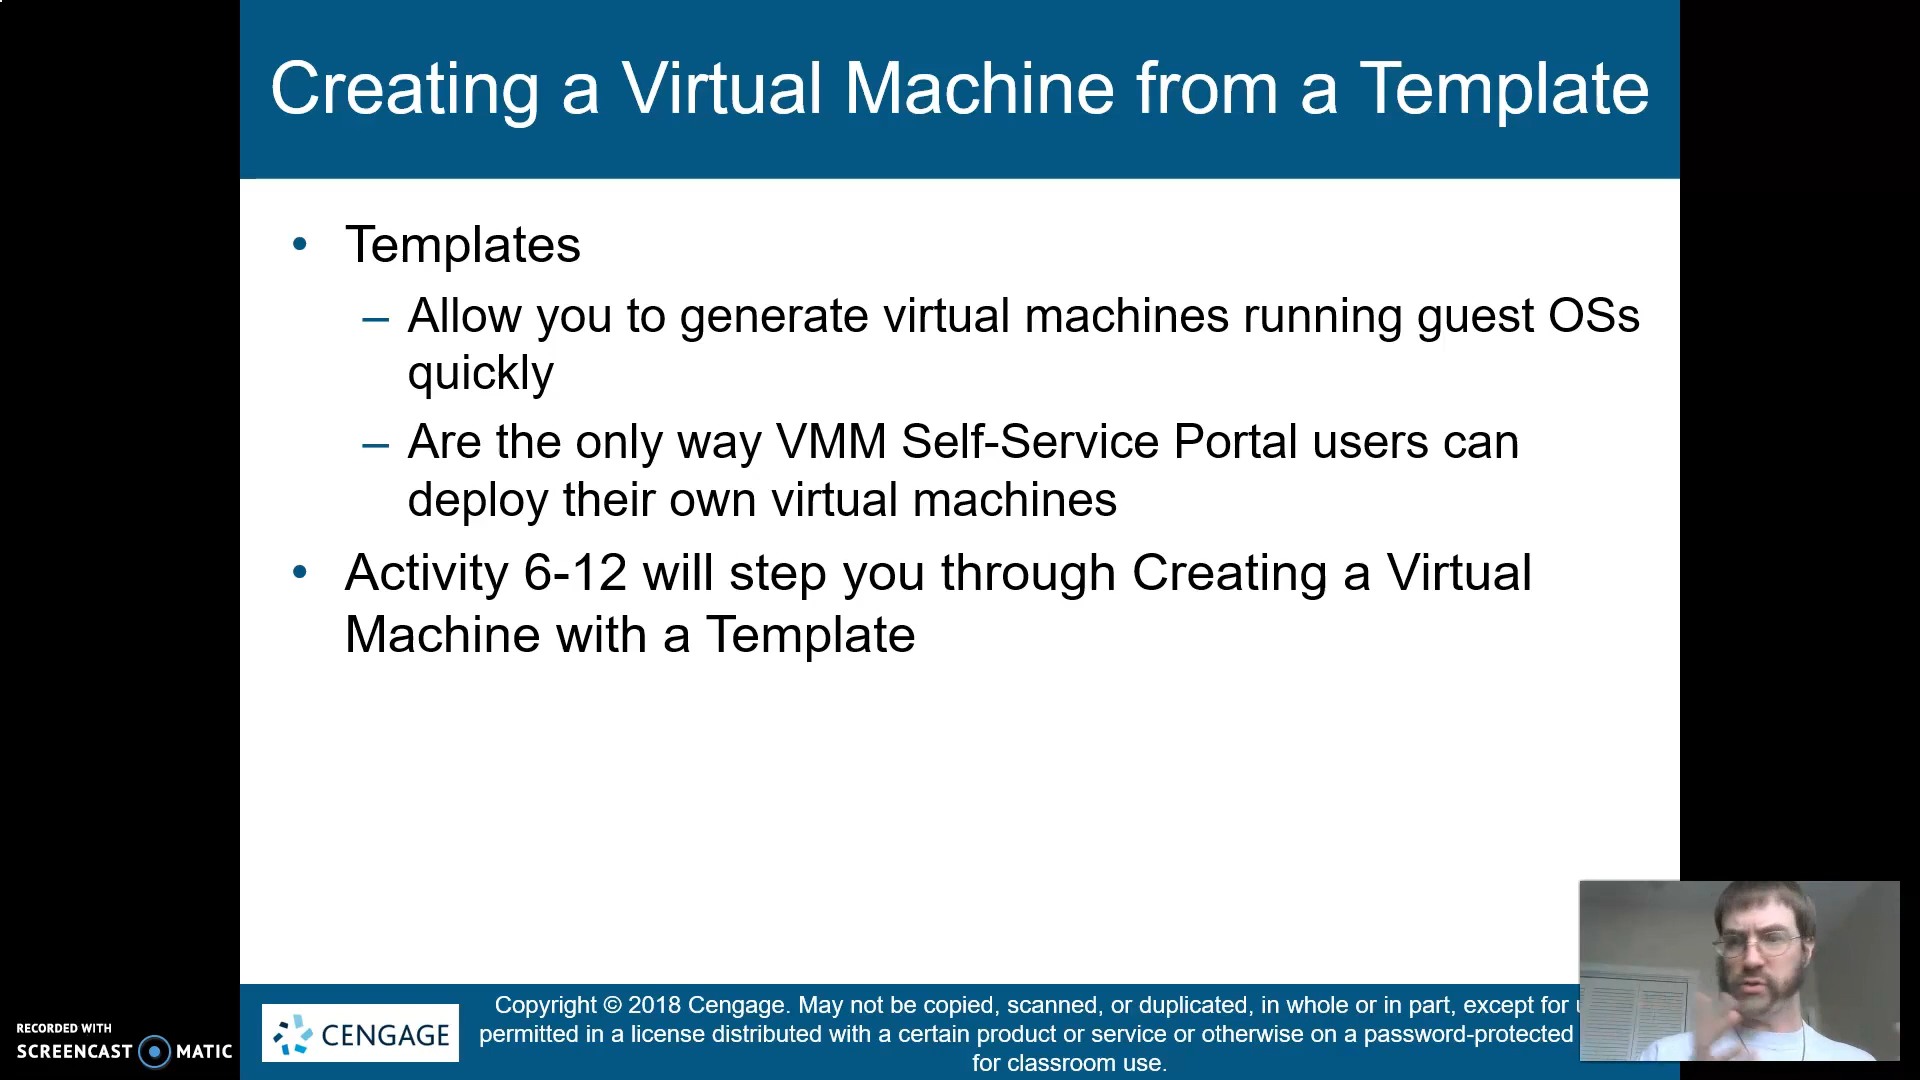 Creating a Virtual Machine from a Template
• Templates
– Allow you to generate virtual machines running guest OSs
quickly
– Are the only way VMM Self-Service Portal users can
deploy their own virtual machines
• Activity 6-12 will step you through Creating a Virtual
Machine with a Template
RECORDED WITH
SCREENCAST MATIC
CENGAGE
Copyright © 2018 Cengage. May not be copied, scanned, or duplicated, in whole or in part, except for
permitted in a license distributed with a certain product or service or otherwise on a password-protected
for classroom use.